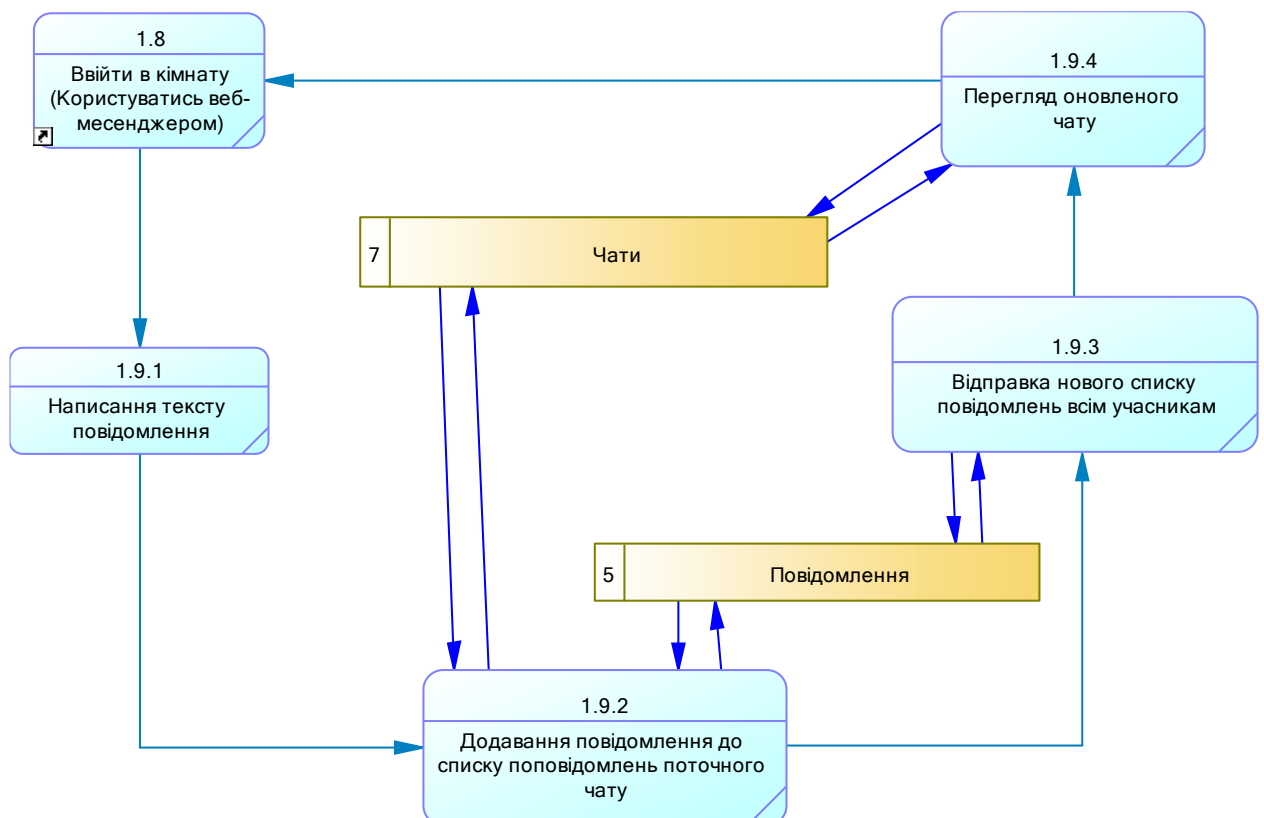 1.8
Ввійти в кімнату
(Користуватись веб-
месенджером)
1.9.4
Перегляд оновленого
чату
7
Чати
1.9.1
Написання тексту
повідомлення
1.9.3
Відправка нового списку
повідомлень всім учасникам
5
Повідомлення
1.9.2
Додавання повідомлення до
списку поповідомлень поточного
чату